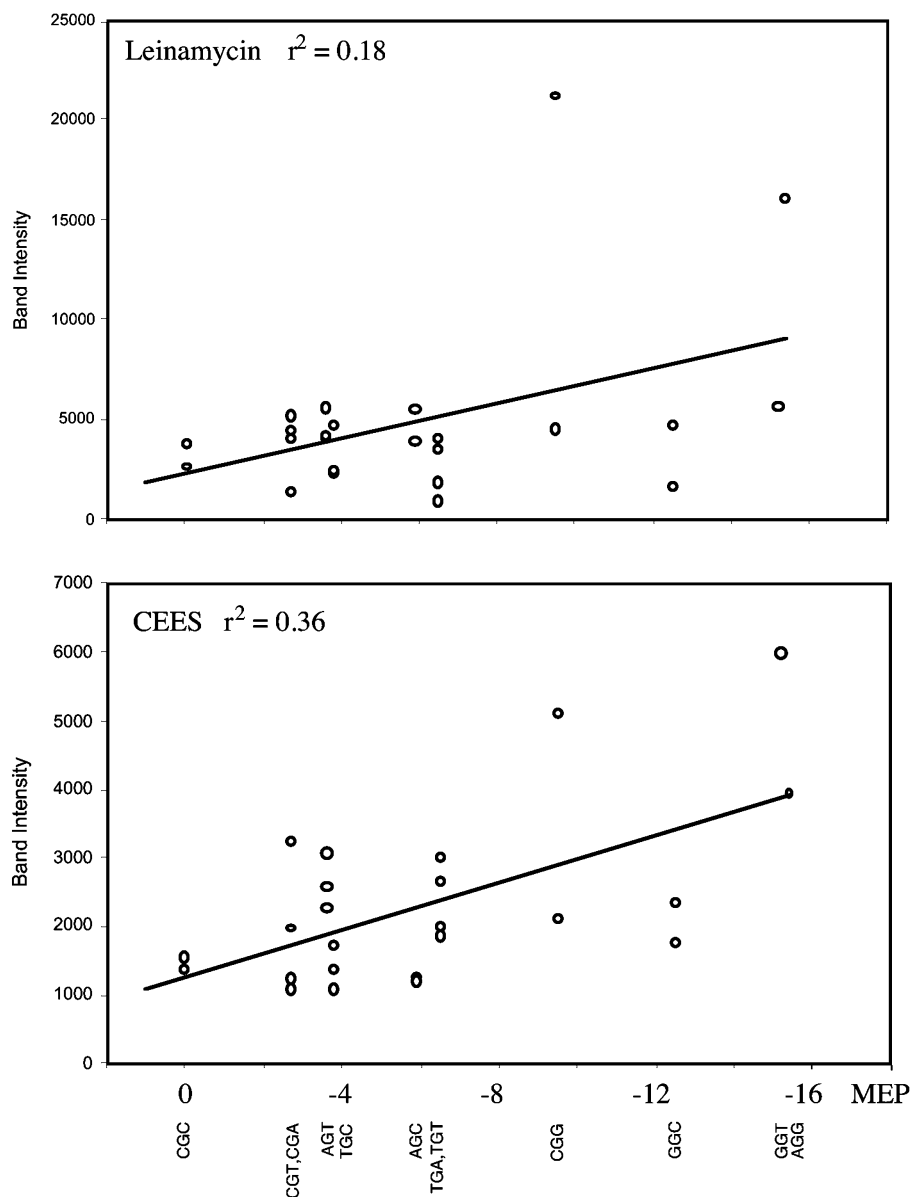 25000
Leinamycin r² = 0.18
20000
15000
Band Intensity
10000
5000
0
7000
CEES r² = 0.36
6000
5000
4000
Band Intensity
3000
2000
1000
0
0 -4 -8 -12 -16 MEP
CGC
CGT,CGA
AGT
TGC
AGC
TGA,TGT
CGG
GGC
GGT
AGG